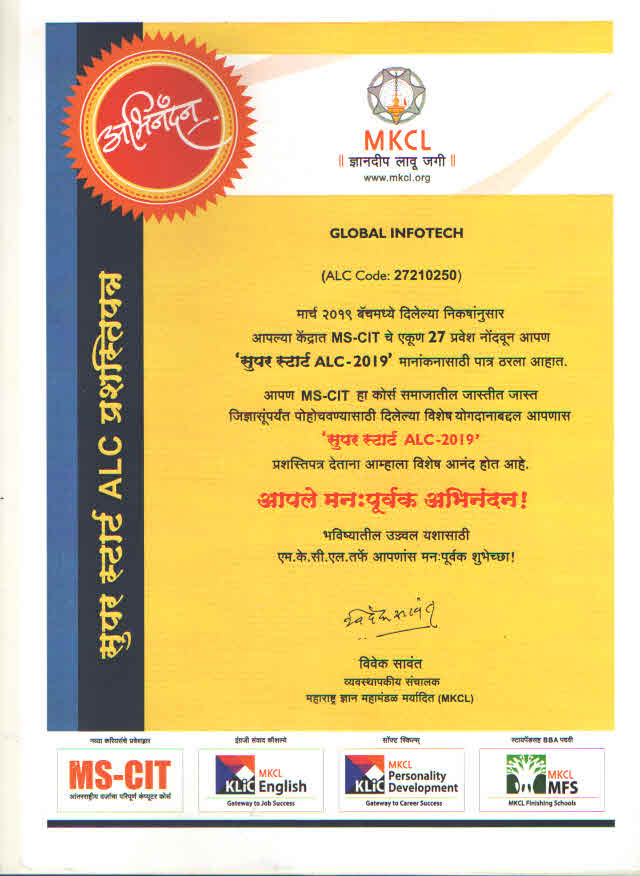 अभिनंदन..
MKCL
॥ ज्ञानदीप लावू जगी ॥
www.mkcl.org
सुपर स्टार्ट ALC प्रशस्तिपत्र
GLOBAL INFOTECH
(ALC Code: 27210250)
मार्च २०१९ बॅचमध्ये दिलेल्या निकषांनुसार
आपल्या केंद्रात MS-CIT चे एकूण 27 प्रवेश नोंदवून आपण
'सुपर स्टार्ट ALC-2019' मानांकनासाठी पात्र ठरला आहात.
आपण MS-CIT हा कोर्स समाजातील जास्तीत जास्त
जिज्ञासूंपर्यंत पोहोचवण्यासाठी दिलेल्या विशेष योगदानाबद्दल आपणास
'सुपर स्टार्ट ALC-2019'
प्रशस्तिपत्र देताना आम्हाला विशेष आनंद होत आहे.
आपले मनःपूर्वक अभिनंदन!
भविष्यातील उज्ज्वल यशासाठी
एम.के.सी.एल.तर्फे आपणांस मनःपूर्वक शुभेच्छा!
विवेक सावंत
विवेक सावंत
व्यवस्थापकीय संचालक
महाराष्ट्र ज्ञान महामंडळ मर्यादित (MKCL)
नव्या करियरचे प्रवेशद्वार
MS-CIT
आंतरराष्ट्रीय दर्जाचा परिपूर्ण कंप्युटर कोर्स
इंग्रजी संवाद कौशल्ये
MKCL
KLiC English
Gateway to Job Success
सॉफ्ट स्किल्स्
MKCL
Personality
KLiC Development
Gateway to Career Success
स्टायपेंडसह BBA पदवी
MKCL
MFS
MKCL Finishing Schools